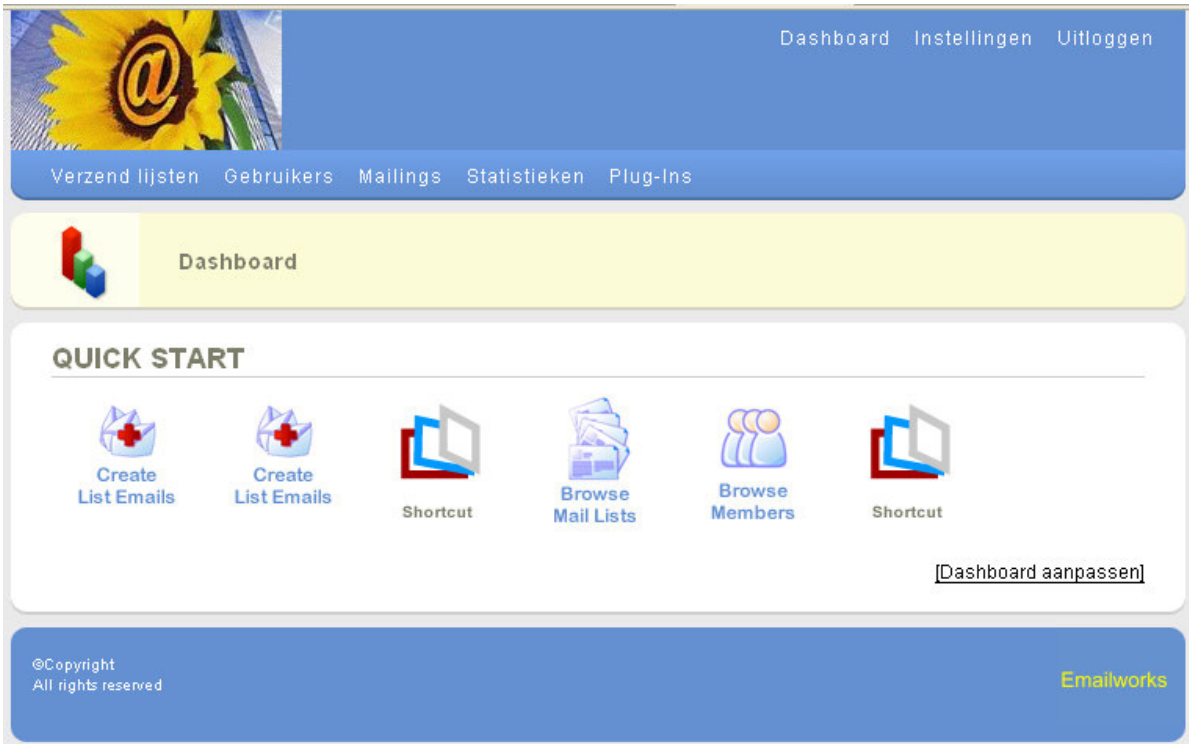 Dashboard Instellingen Uitloggen
@
Verzend lijsten Gebruikers Mailings Statistieken Plug-Ins
Dashboard
QUICK START
Create
List Emails
Create
List Emails
Shortcut
Browse
Mail Lists
Browse
Members
Shortcut
[Dashboard aanpassen]
©Copyright
All rights reserved
Emailworks